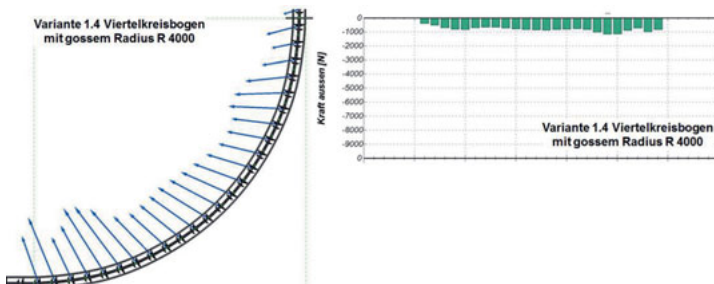 Variante 1.4 Viertelkreisbogen
mit gossem Radius R 4000
Kraft aussen [N]
0
-1000
-2000
-3000
-4000
-5000
-6000
-7000
-8000
-9000
0
Variante 1.4 Viertelkreisbogen
mit gossem Radius R 4000